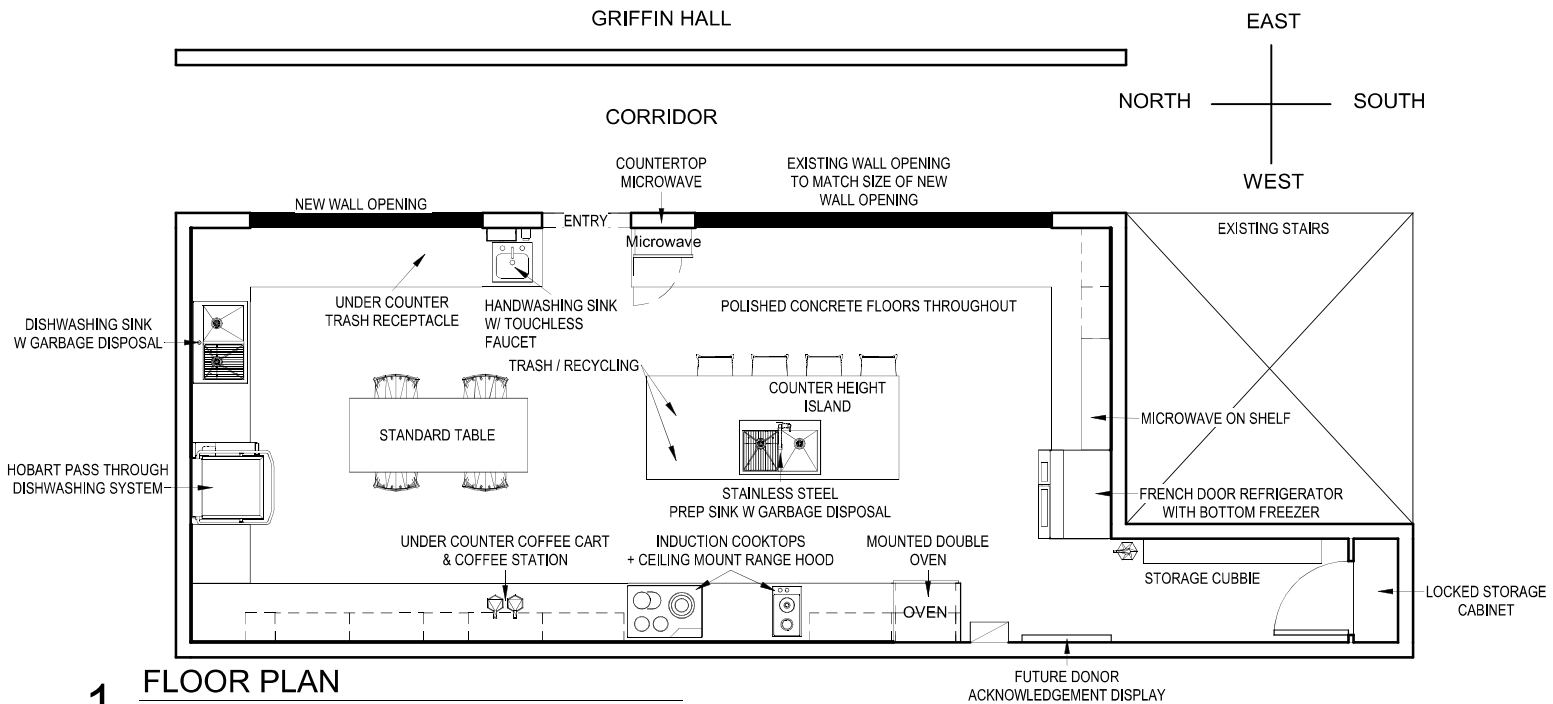 GRIFFIN HALL
EAST
NORTH
SOUTH
WEST
CORRIDOR
COUNTERTOP
MICROWAVE
EXISTING WALL OPENING
TO MATCH SIZE OF NEW
WALL OPENING
NEW WALL OPENING
ENTRY
EXISTING STAIRS
Microwave
UNDER COUNTER
TRASH RECEPTACLE
HANDWASHING SINK
W/ TOUCHLESS
FAUCET
POLISHED CONCRETE FLOORS THROUGHOUT
DISHWASHING SINK
W GARBAGE DISPOSAL
TRASH / RECYCLING
COUNTER HEIGHT
ISLAND
MICROWAVE ON SHELF
STANDARD TABLE
HOBART PASS THROUGH
DISHWASHING SYSTEM
STAINLESS STEEL
PREP SINK W GARBAGE DISPOSAL
FRENCH DOOR REFRIGERATOR
WITH BOTTOM FREEZER
UNDER COUNTER COFFEE CART
& COFFEE STATION
INDUCTION COOKTOPS
+ CEILING MOUNT RANGE HOOD
MOUNTED DOUBLE
OVEN
STORAGE CUBBIE
LOCKED STORAGE
CABINET
OVEN
FUTURE DONOR
ACKNOWLEDGEMENT DISPLAY
1 FLOOR PLAN